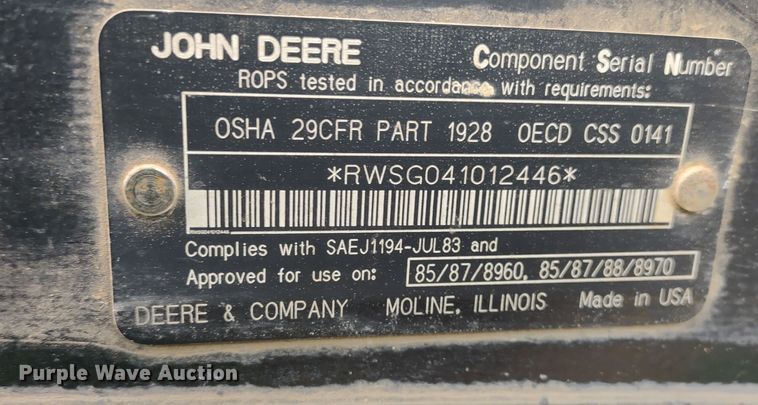 JOHN DEERE Component Serial Number
ROPS tested in accordance with requirements:
OSHA 29CFR PART 1928 OECD CSS 0141
*RWSG041012446*
RWSG041012446
Complies with SAEJ1194-JUL83 and
Approved for use on: 85/87/8960, 85/87/88/8970
DEERE & COMPANY MOLINE, ILLINOIS Made in USA
Purple Wave Auction